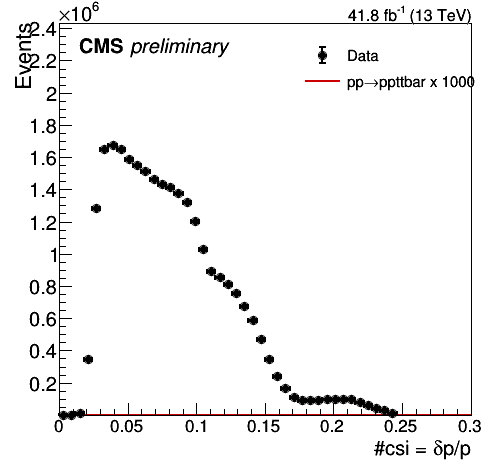 ×10⁶
41.8 fb⁻¹ (13 TeV)
Events
CMS preliminary
Data
pp→ppttbar x 1000
2.4
2.2
2
1.8
1.6
1.4
1.2
1
0.8
0.6
0.4
0.2
0 0.05 0.1 0.15 0.2 0.25 0.3
#csi = δp/p